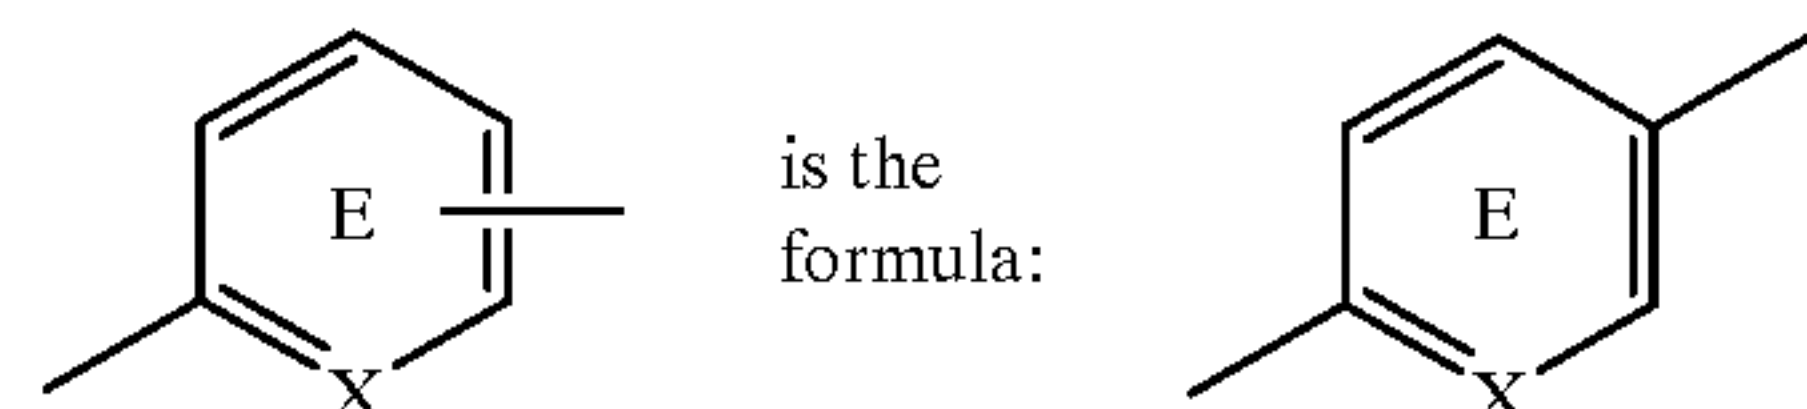 E
X
is the
formula:
E
X